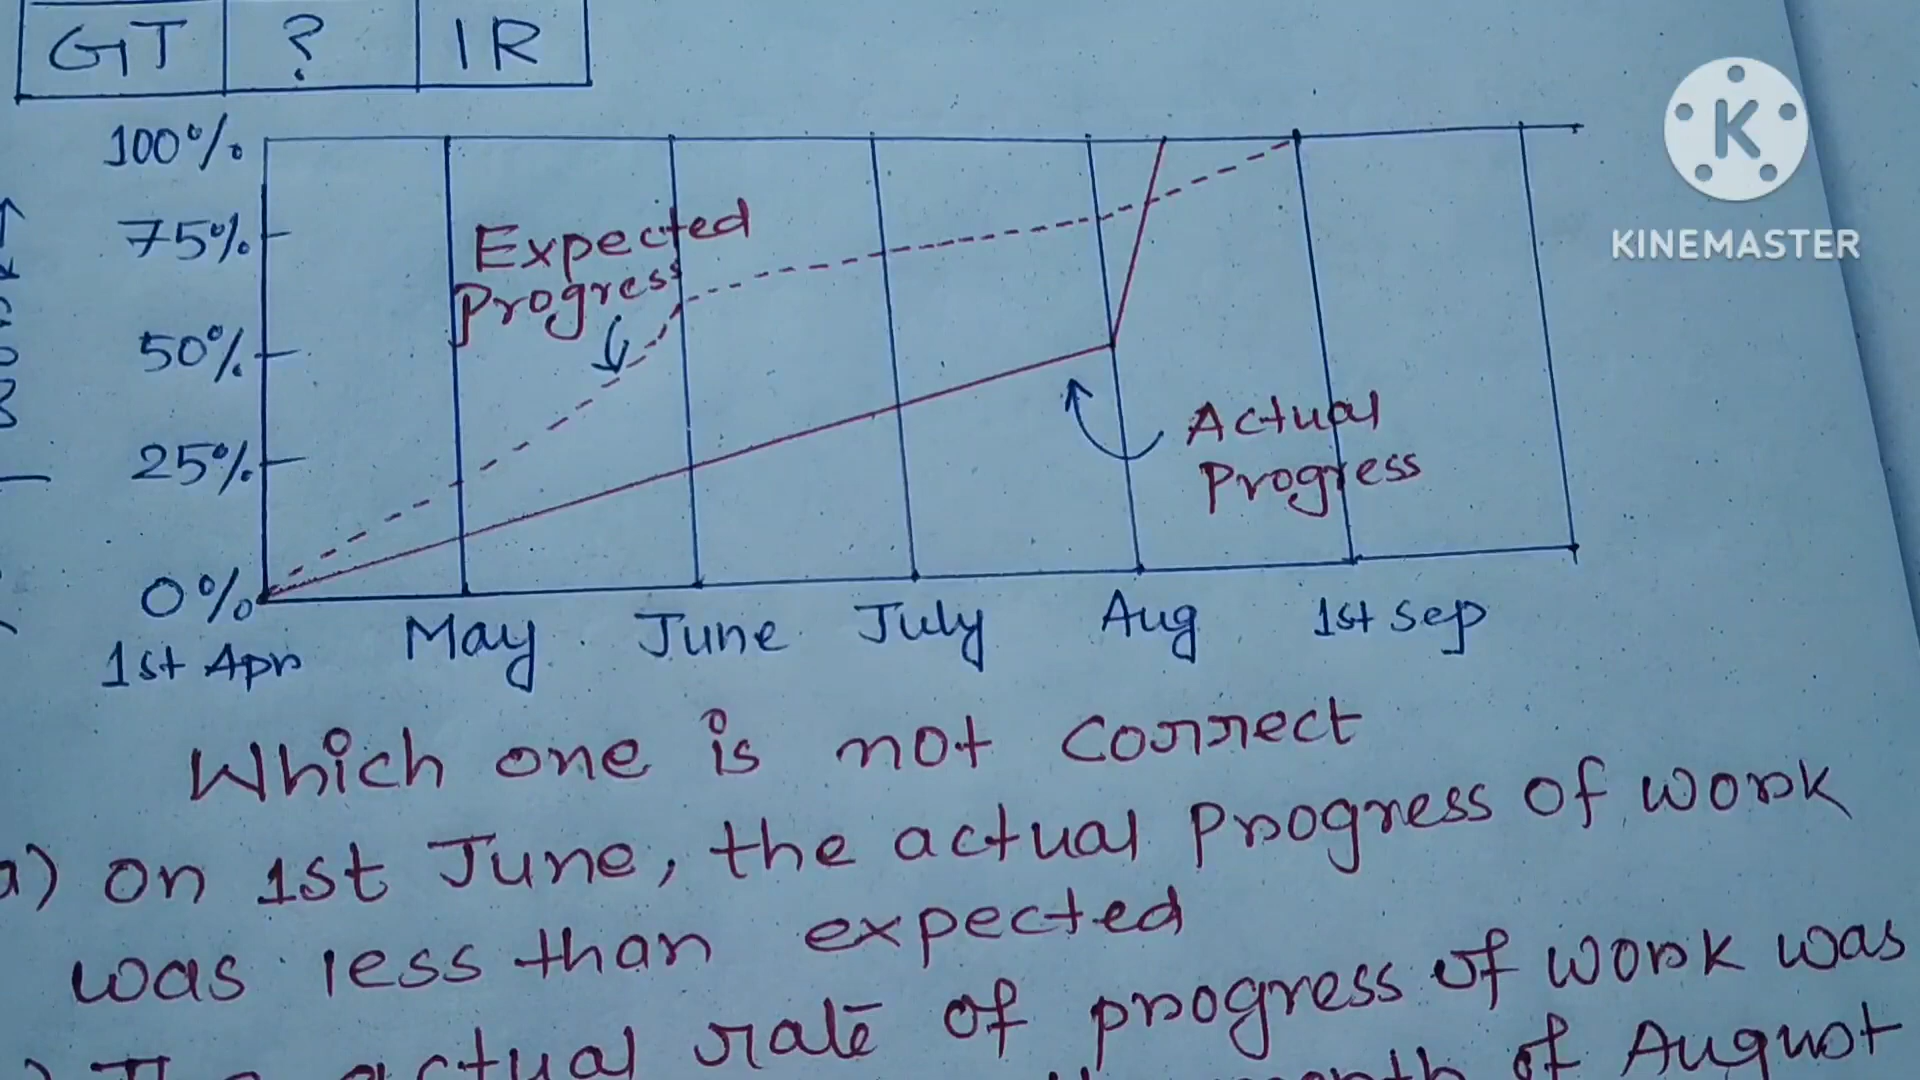 GT ? IR
100%
75%
50%
25%
0%
Expected
Progress
Actual
Progress
1st Apr May June July Aug 1st Sep
Which one is not correct
a) on 1st June, the actual progress of work
was less than expected
actual rate of progress of work was
month of August
K
KINEMASTER